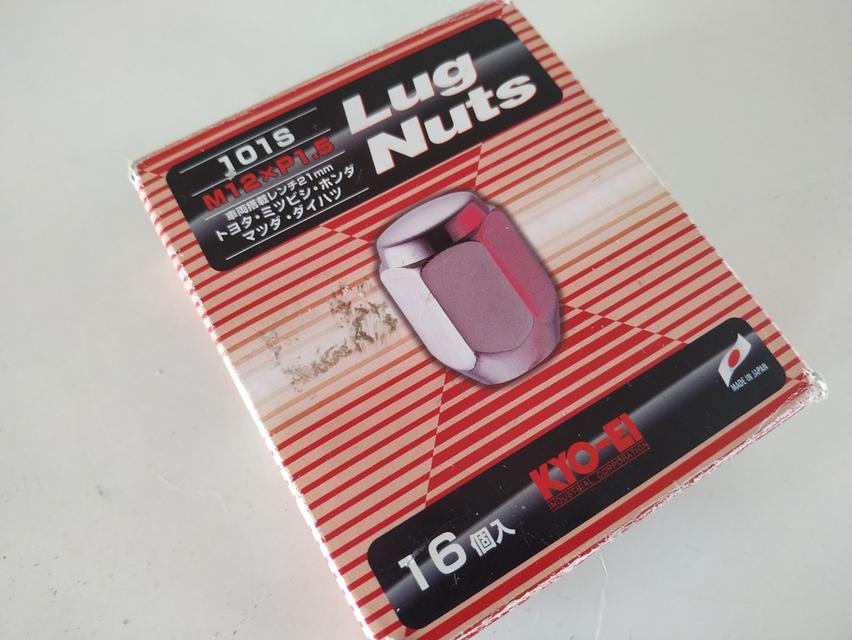 101S
M12×P1.5
車両搭載レンチ21mm
トヨタ・ミツビシ・ホンダ
マツダ・ダイハツ
Lug
Nuts
MADE IN JAPAN
KYO-EI
INDUSTRIAL CORPORATION
16個入